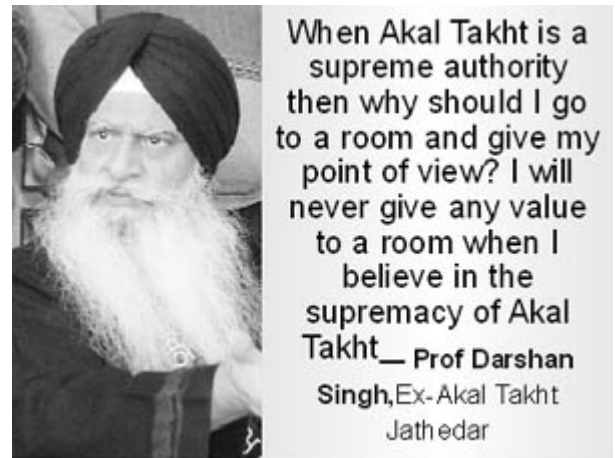 When Akal Takht is a
supreme authority
then why should I go
to a room and give my
point of view? I will
never give any value
to a room when I
believe in the
supremacy of Akal
Takht__ Prof Darshan
Singh,Ex-Akal Takht
Jathedar